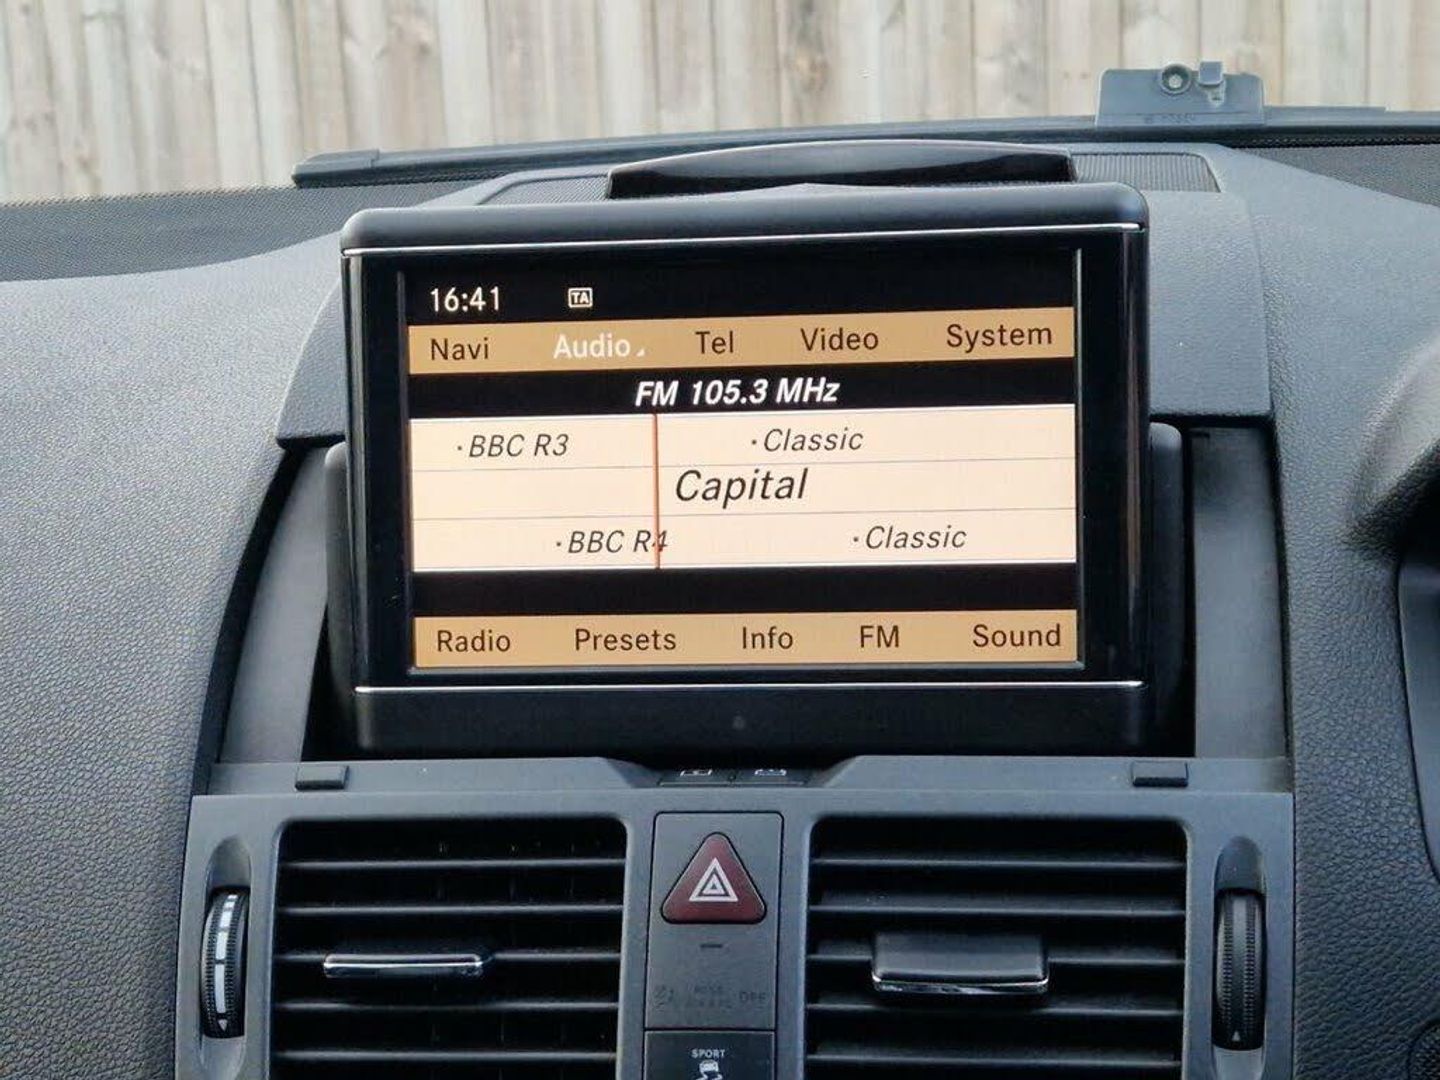 16:41 TA
Navi Audio Tel Video System
FM 105.3 MHz
·BBC R3 ·Classic
Capital
·BBC R4 ·Classic
Radio Presets Info FM Sound
OFF
SPORT